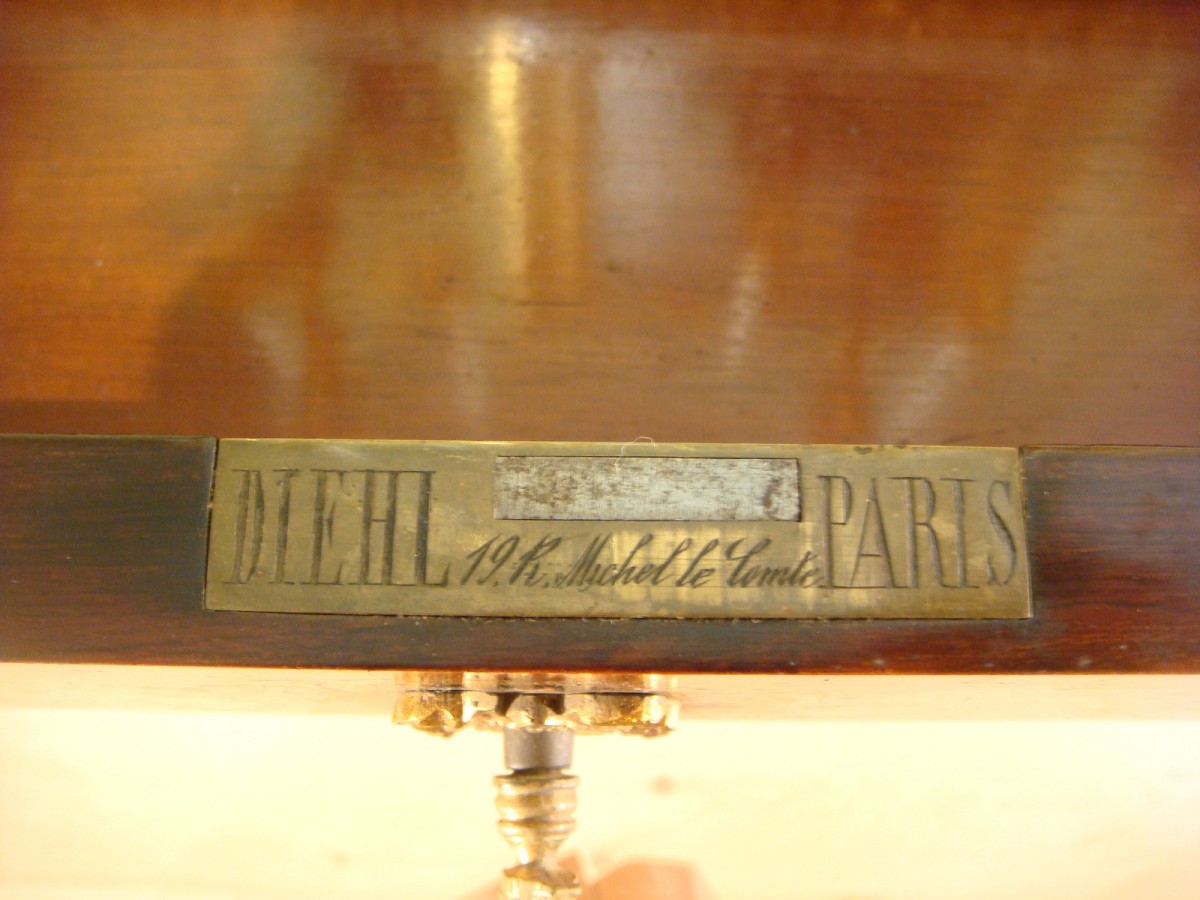 DIEHL 19. R. Michel le Comte. PARIS